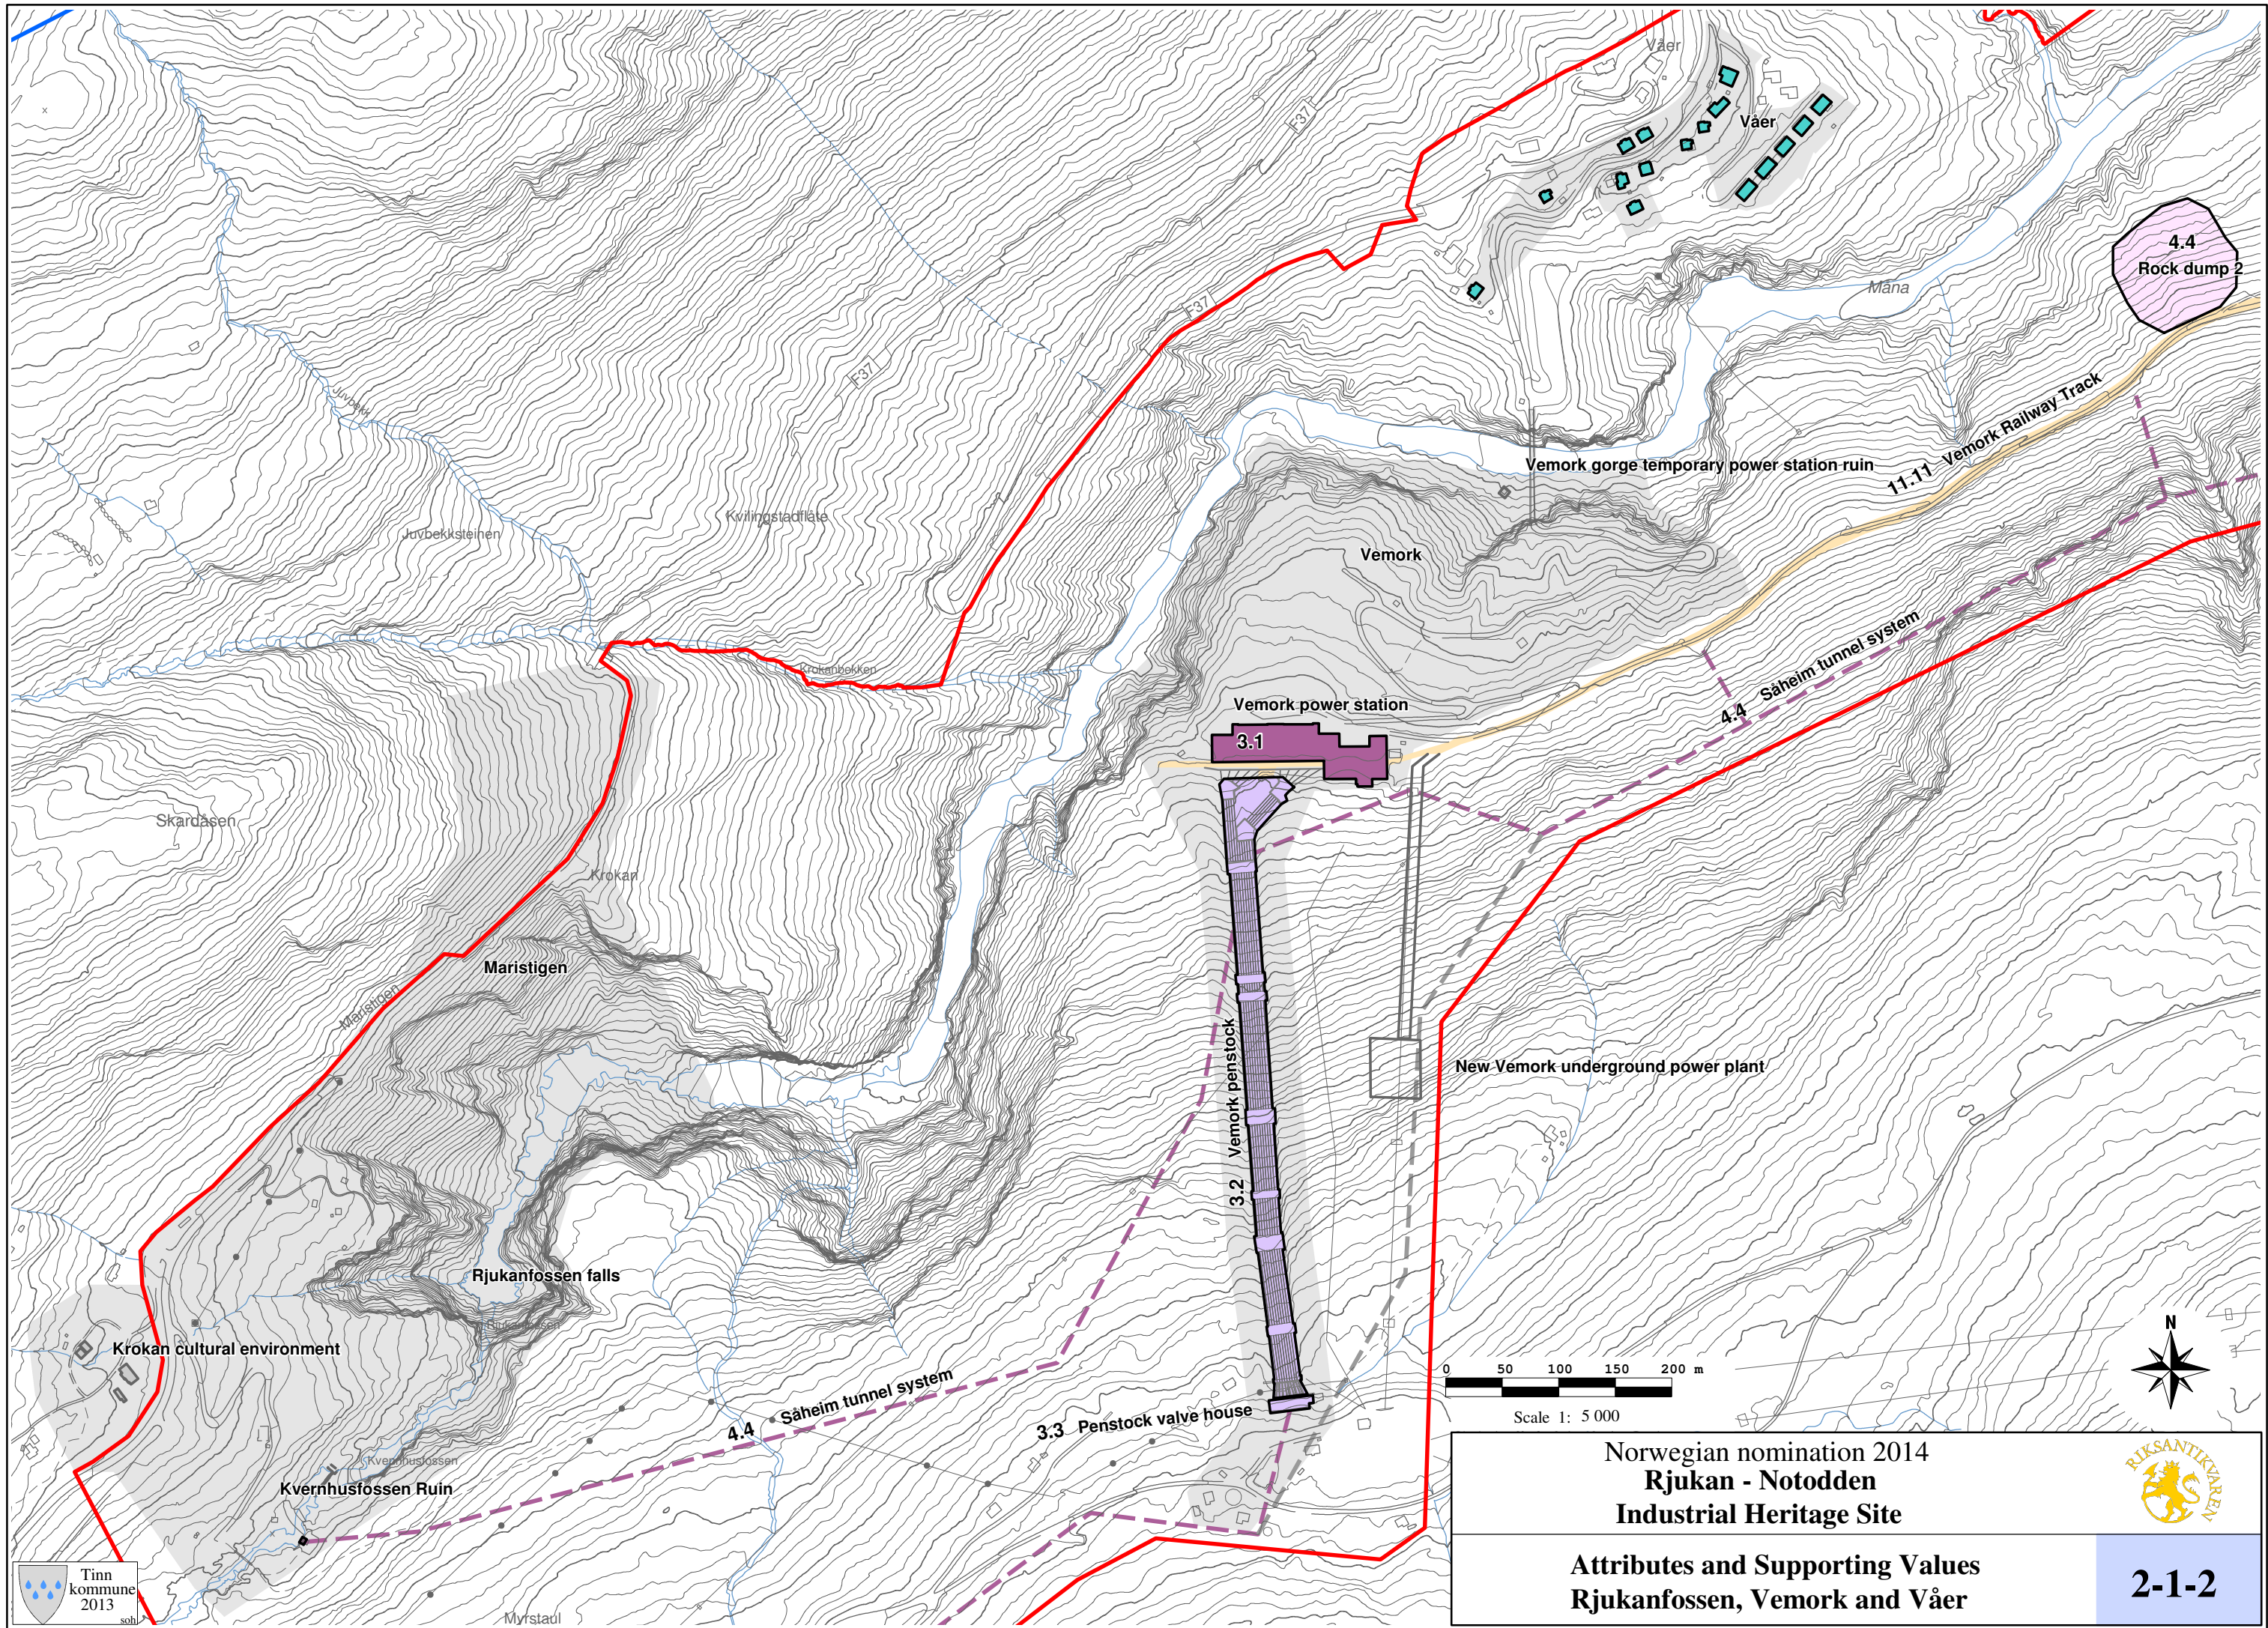 Våer
F37
Våer
4.4
Rock dump 2
Måna
F37
F37
Juvbekk
11.11 Vemork Railway Track
Vemork gorge temporary power station ruin
Kvilingstadflåte
Juvbekksteinen
Vemork
Krokanbekken
4.4 Såheim tunnel system
Vemork power station
3.1
Skardåsen
Krokan
Maristigen
Maristigen
3.2 Vemork penstock
New Vemork underground power plant
Rjukanfossen falls
Rjukanfossen
Krokan cultural environment
4.4 Såheim tunnel system
3.3 Penstock valve house
Kvernhusfossen
Kvernhusfossen Ruin
Myrstaul
N
0 50 100 150 200 m
Scale 1: 5 000
Norwegian nomination 2014
Rjukan - Notodden
Industrial Heritage Site
RIKSANTIKVAREN
Attributes and Supporting Values
Rjukanfossen, Vemork and Våer
2-1-2
Tinn
kommune
2013
soh